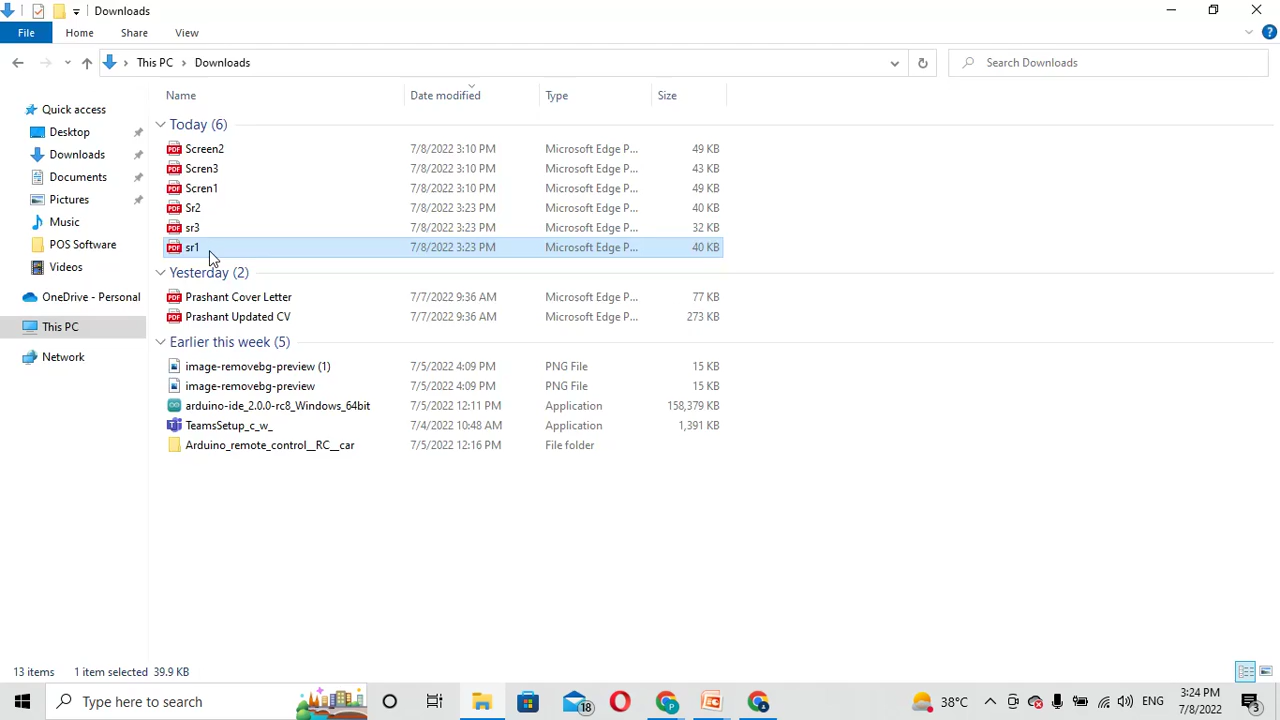 Downloads
File Home Share View
This PC Downloads Search Downloads
Name Date modified Type Size
Quick access
Desktop
Downloads
Documents
Pictures
Music
POS Software
Videos
OneDrive - Personal
This PC
Network
Today (6)
Screen2 7/8/2022 3:10 PM Microsoft Edge P... 49 KB
Scren3 7/8/2022 3:10 PM Microsoft Edge P... 43 KB
Scren1 7/8/2022 3:10 PM Microsoft Edge P... 49 KB
Sr2 7/8/2022 3:23 PM Microsoft Edge P... 40 KB
sr3 7/8/2022 3:23 PM Microsoft Edge P... 32 KB
sr1 7/8/2022 3:23 PM Microsoft Edge P... 40 KB
Yesterday (2)
Prashant Cover Letter 7/7/2022 9:36 AM Microsoft Edge P... 77 KB
Prashant Updated CV 7/7/2022 9:36 AM Microsoft Edge P... 273 KB
Earlier this week (5)
image-removebg-preview (1) 7/5/2022 4:09 PM PNG File 15 KB
image-removebg-preview 7/5/2022 4:09 PM PNG File 15 KB
arduino-ide_2.0.0-rc8_Windows_64bit 7/5/2022 12:11 PM Application 158,379 KB
TeamsSetup_c_w_ 7/4/2022 10:48 AM Application 1,391 KB
Arduino_remote_control__RC__car 7/5/2022 12:16 PM File folder
13 items 1 item selected 39.9 KB
Type here to search 18 38°C ENG 3:24 PM
7/8/2022 3